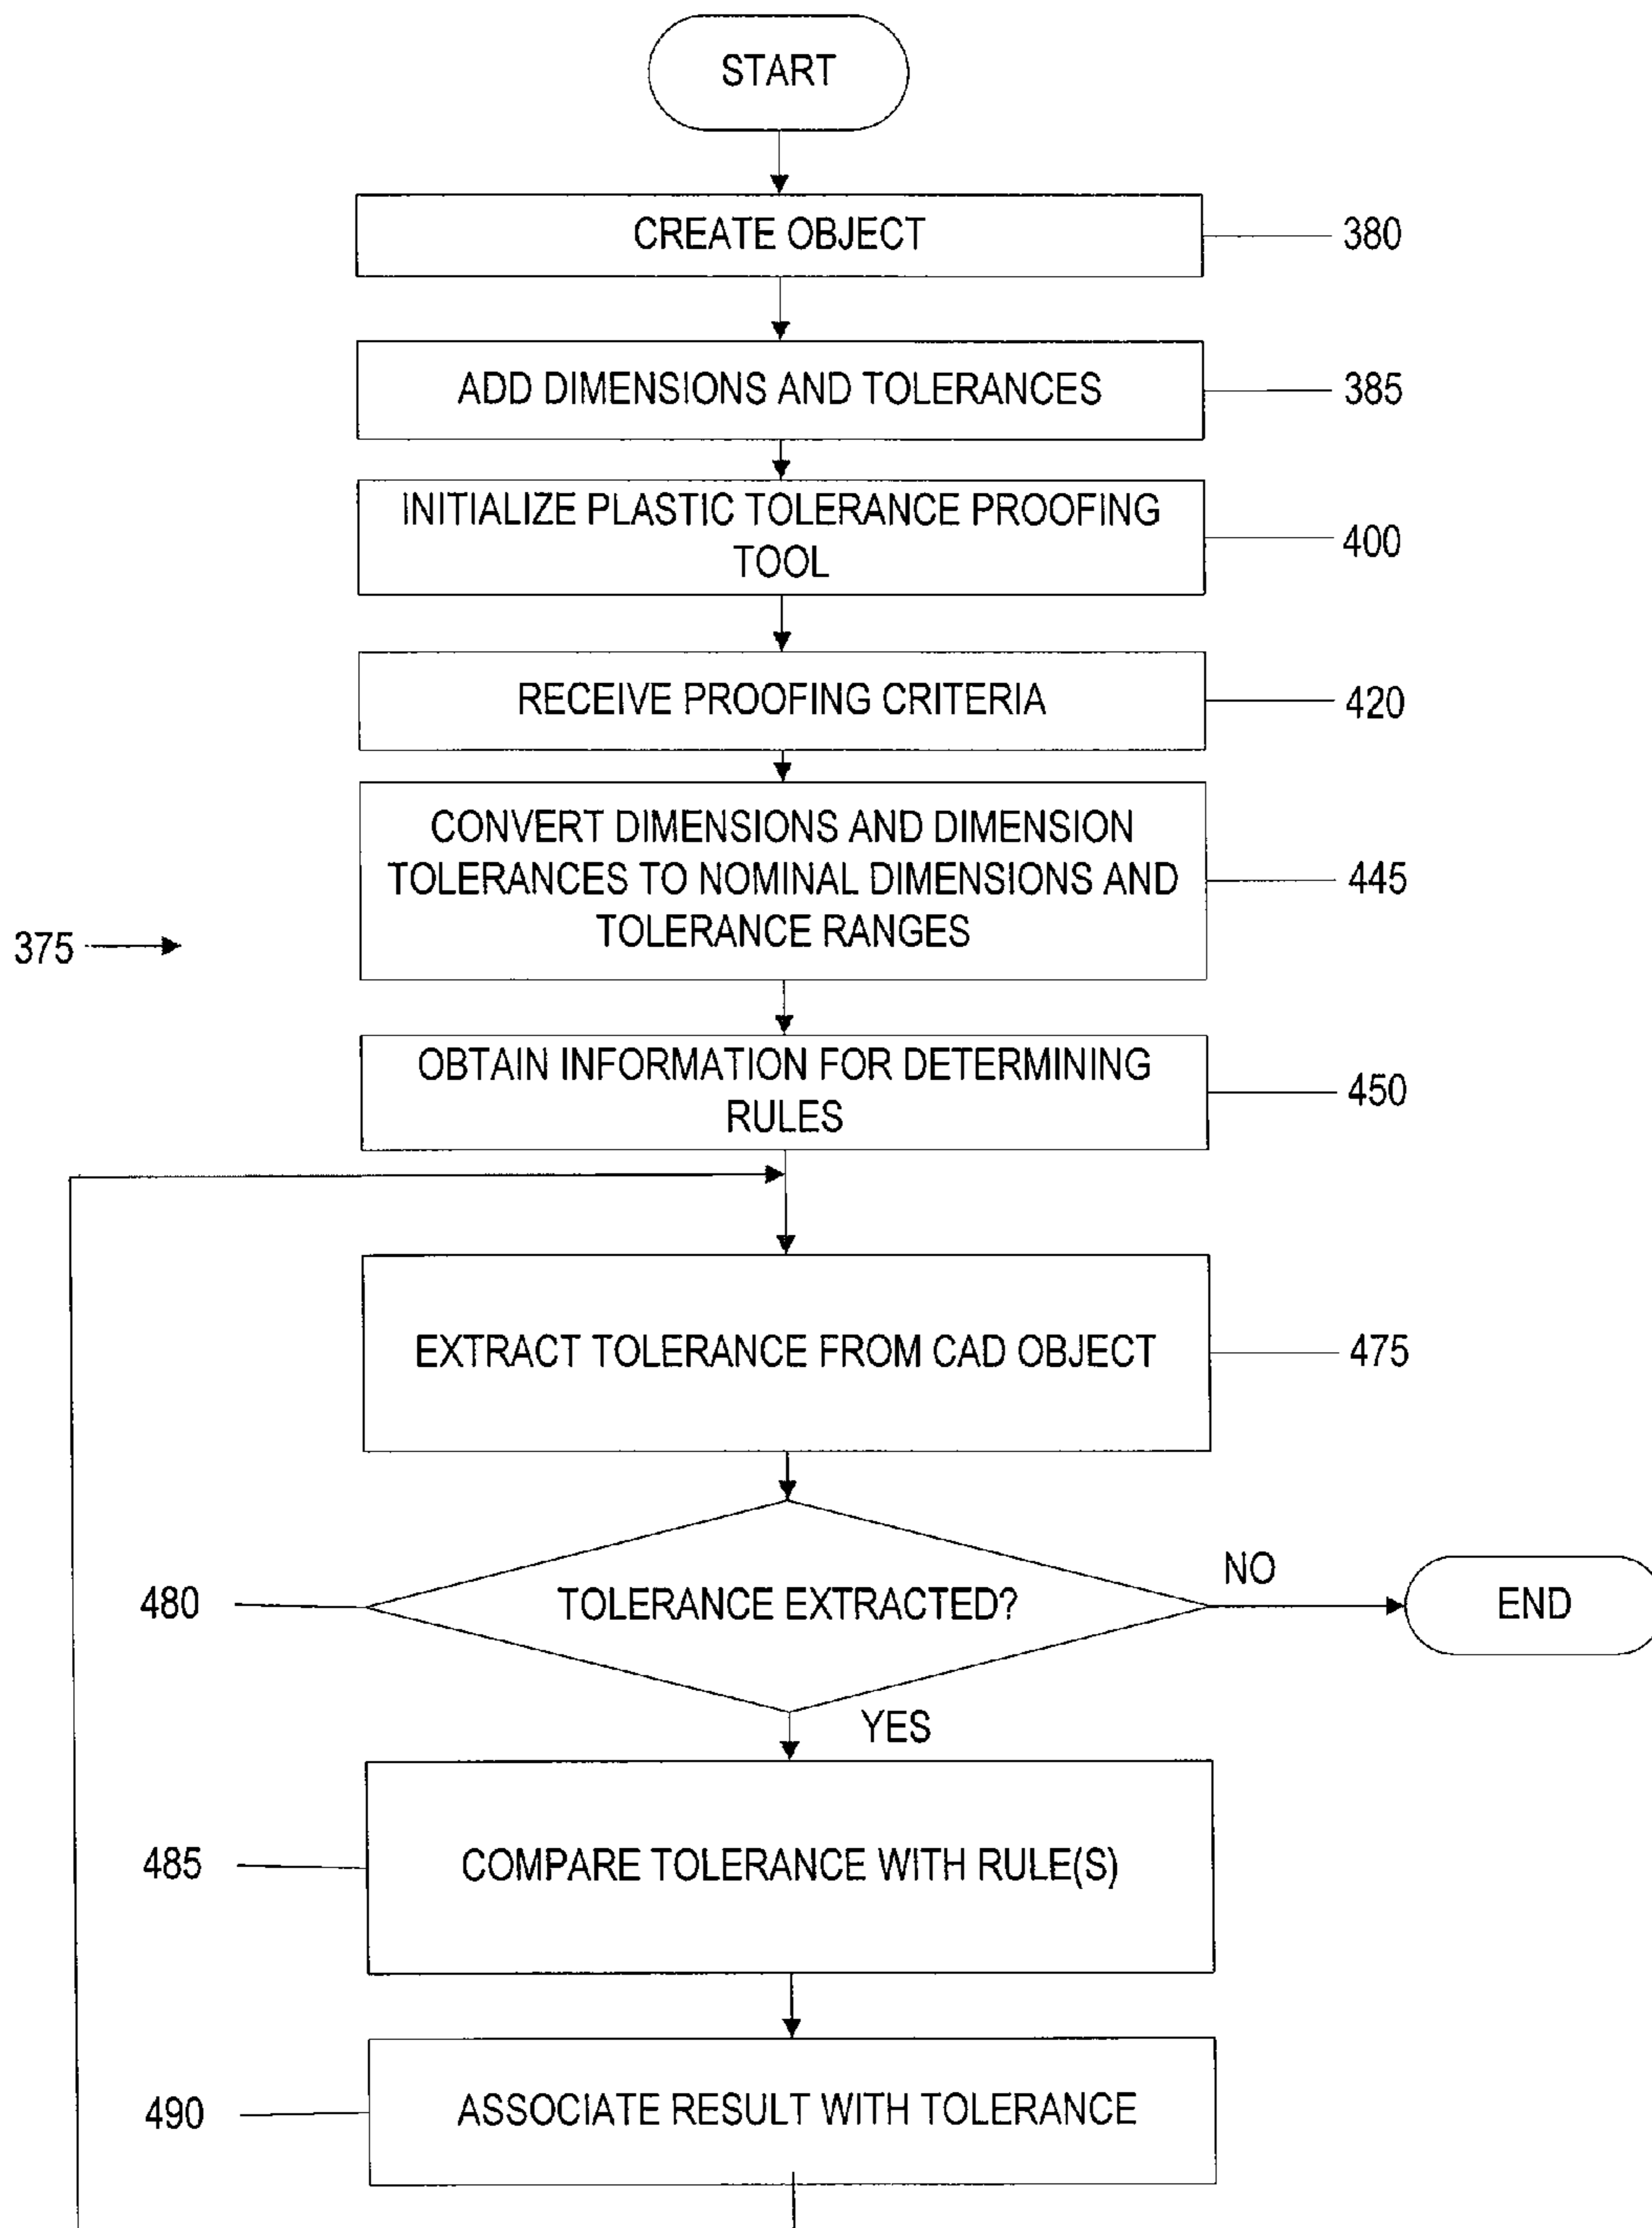 START
CREATE OBJECT
380
ADD DIMENSIONS AND TOLERANCES
385
INITIALIZE PLASTIC TOLERANCE PROOFING
TOOL
400
RECEIVE PROOFING CRITERIA
420
CONVERT DIMENSIONS AND DIMENSION
TOLERANCES TO NOMINAL DIMENSIONS AND
TOLERANCE RANGES
445
375
OBTAIN INFORMATION FOR DETERMINING
RULES
450
EXTRACT TOLERANCE FROM CAD OBJECT
475
480
TOLERANCE EXTRACTED?
NO
END
YES
485
COMPARE TOLERANCE WITH RULE(S)
490
ASSOCIATE RESULT WITH TOLERANCE